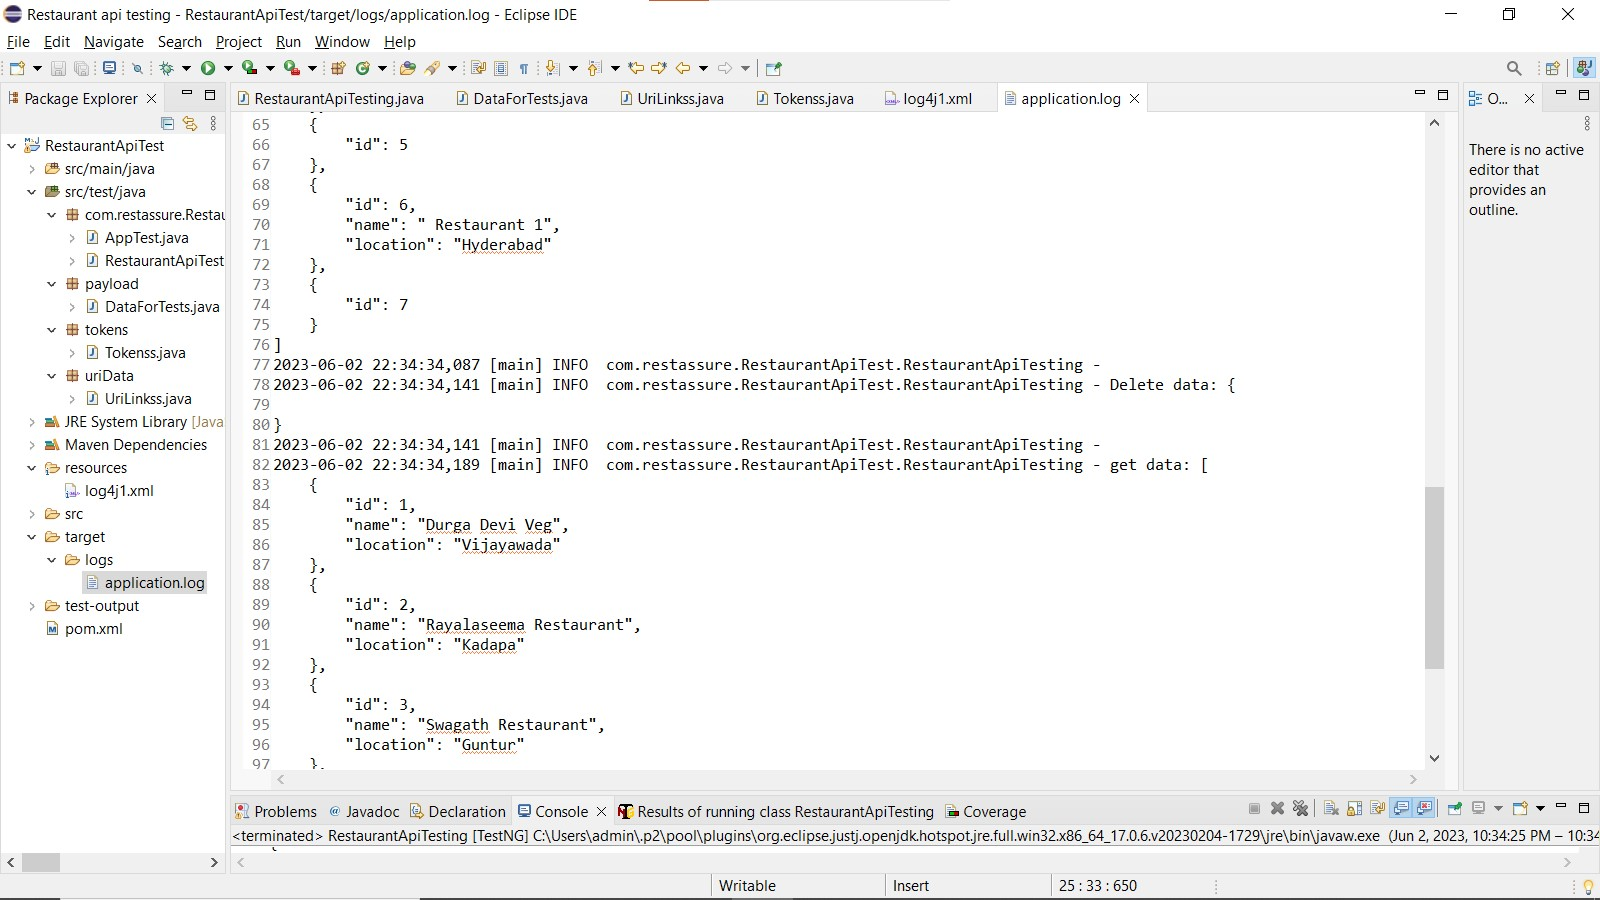 Restaurant api testing - RestaurantApiTest/target/logs/application.log - Eclipse IDE
File Edit Navigate Search Project Run Window Help
Package Explorer
RestaurantApiTest
src/main/java
src/test/java
com.restassure.Restau
AppTest.java
RestaurantApiTest
payload
DataForTests.java
tokens
Tokenss.java
uriData
UriLinkss.java
JRE System Library [Java
Maven Dependencies
resources
log4j1.xml
src
target
logs
application.log
test-output
pom.xml
RestaurantApiTesting.java DataForTests.java UriLinkss.java Tokenss.java log4j1.xml application.log
65 {
66 "id": 5
67 },
68 {
69 "id": 6,
70 "name": " Restaurant 1",
71 "location": "Hyderabad"
72 },
73 {
74 "id": 7
75 }
76 ]
77 2023-06-02 22:34:34,087 [main] INFO com.restassure.RestaurantApiTest.RestaurantApiTesting -
78 2023-06-02 22:34:34,141 [main] INFO com.restassure.RestaurantApiTest.RestaurantApiTesting - Delete data: {
79
80 }
81 2023-06-02 22:34:34,141 [main] INFO com.restassure.RestaurantApiTest.RestaurantApiTesting -
82 2023-06-02 22:34:34,189 [main] INFO com.restassure.RestaurantApiTest.RestaurantApiTesting - get data: [
83 {
84 "id": 1,
85 "name": "Durga Devi Veg",
86 "location": "Vijayawada"
87 },
88 {
89 "id": 2,
90 "name": "Rayalaseema Restaurant",
91 "location": "Kadapa"
92 },
93 {
94 "id": 3,
95 "name": "Swagath Restaurant",
96 "location": "Guntur"
97 },
O...
There is no active
editor that
provides an
outline.
Problems Javadoc Declaration Console Results of running class RestaurantApiTesting Coverage
<terminated> RestaurantApiTesting [TestNG] C:\Users\admin\.p2\pool\plugins\org.eclipse.justj.openjdk.hotspot.jre.full.win32.x86_64_17.0.6.v20230204-1729\jre\bin\javaw.exe (Jun 2, 2023, 10:34:25 PM – 10:34
Writable Insert 25 : 33 : 650